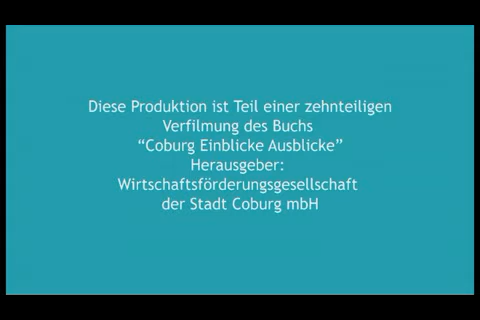 Diese Produktion ist Teil einer zehnteiligen
Verfilmung des Buchs
“Coburg Einblicke Ausblicke”
Herausgeber:
Wirtschaftsförderungsgesellschaft
der Stadt Coburg mbH